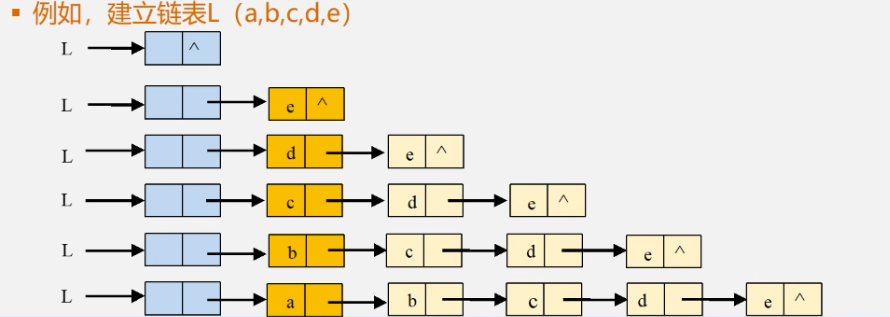 ▪ 例如，建立链表L（a,b,c,d,e）
L ^
L e ^
L d e ^
L c d e ^
L b c d e ^
L a b c d e ^